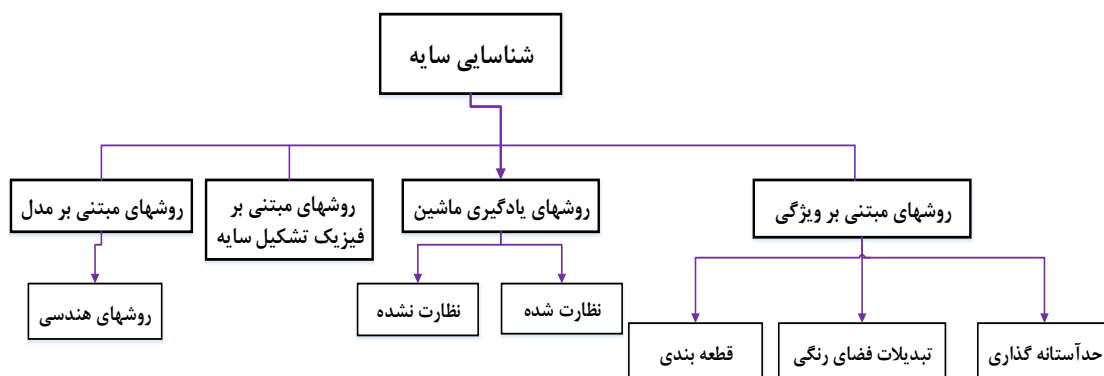 شناسایی سایه
روشهای مبتنی بر ویژگی
روشهای یادگیری ماشین
روشهای مبتنی بر
فیزیک تشکیل سایه
روشهای مبتنی بر مدل
حدآستانه گذاری
تبدیلات فضای رنگی
قطعه بندی
نظارت شده
نظارت نشده
روشهای هندسی